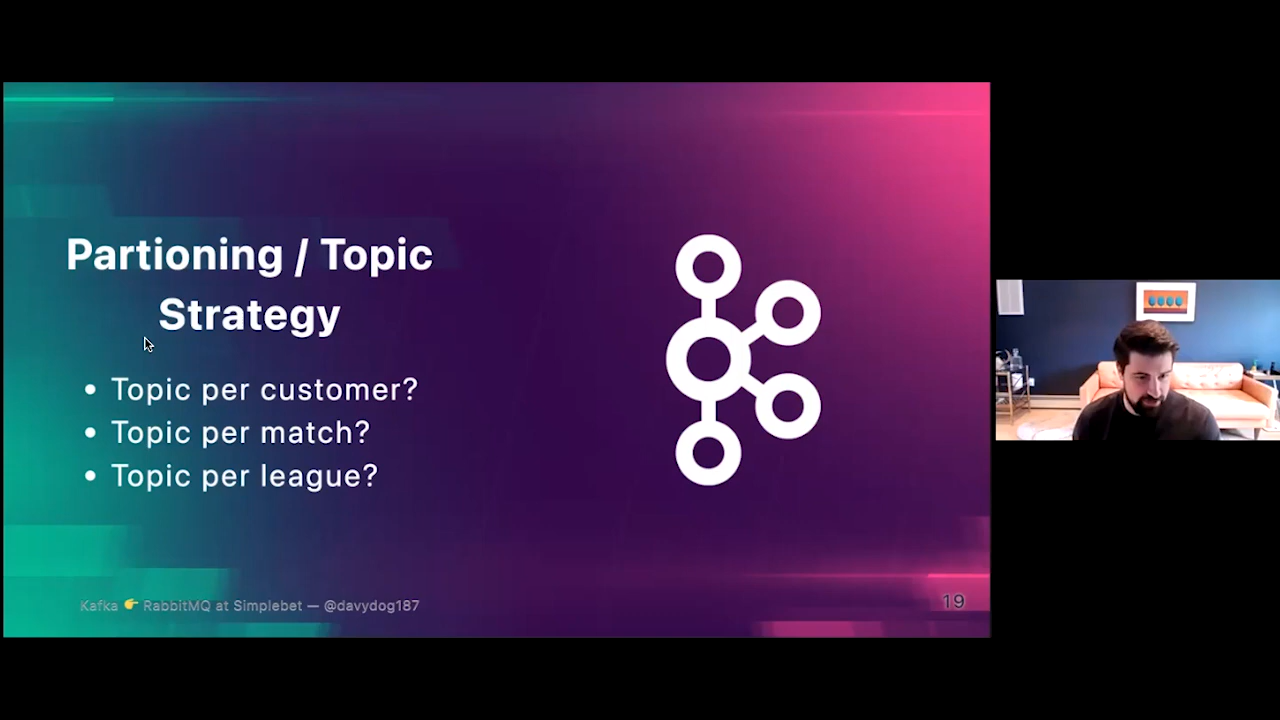 Partioning / Topic
Strategy
• Topic per customer?
• Topic per match?
• Topic per league?
Kafka 👉 RabbitMQ at Simplebet — @davydog187
19